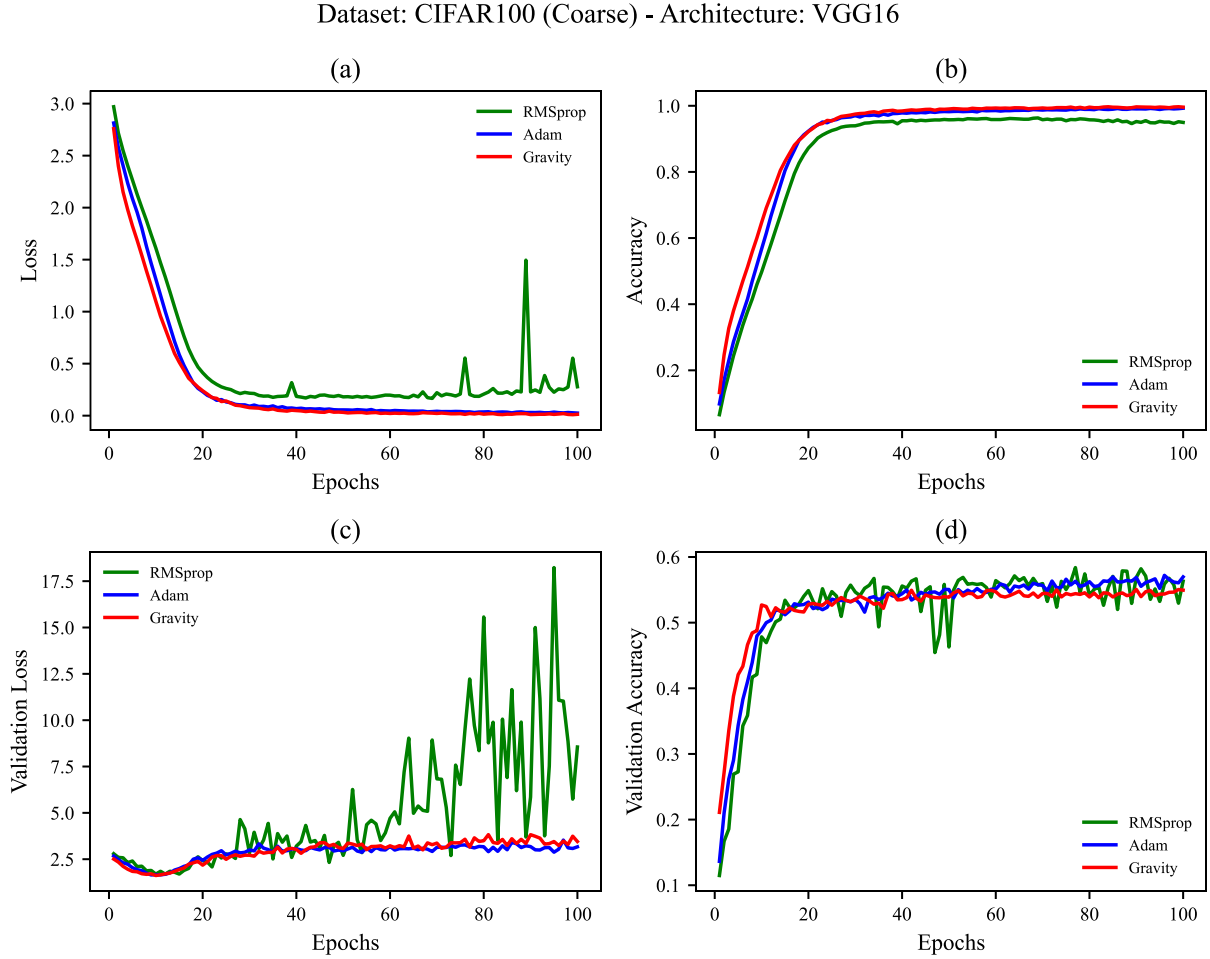 Dataset: CIFAR100 (Coarse) - Architecture: VGG16
(a)
3.0
2.5
2.0
1.5
1.0
0.5
0.0
Loss
RMSprop
Adam
Gravity
0 20 40 60 80 100
Epochs
(b)
1.0
0.8
0.6
0.4
0.2
Accuracy
RMSprop
Adam
Gravity
0 20 40 60 80 100
Epochs
(c)
17.5
15.0
12.5
10.0
7.5
5.0
2.5
Validation Loss
RMSprop
Adam
Gravity
0 20 40 60 80 100
Epochs
(d)
0.6
0.5
0.4
0.3
0.2
0.1
Validation Accuracy
RMSprop
Adam
Gravity
0 20 40 60 80 100
Epochs